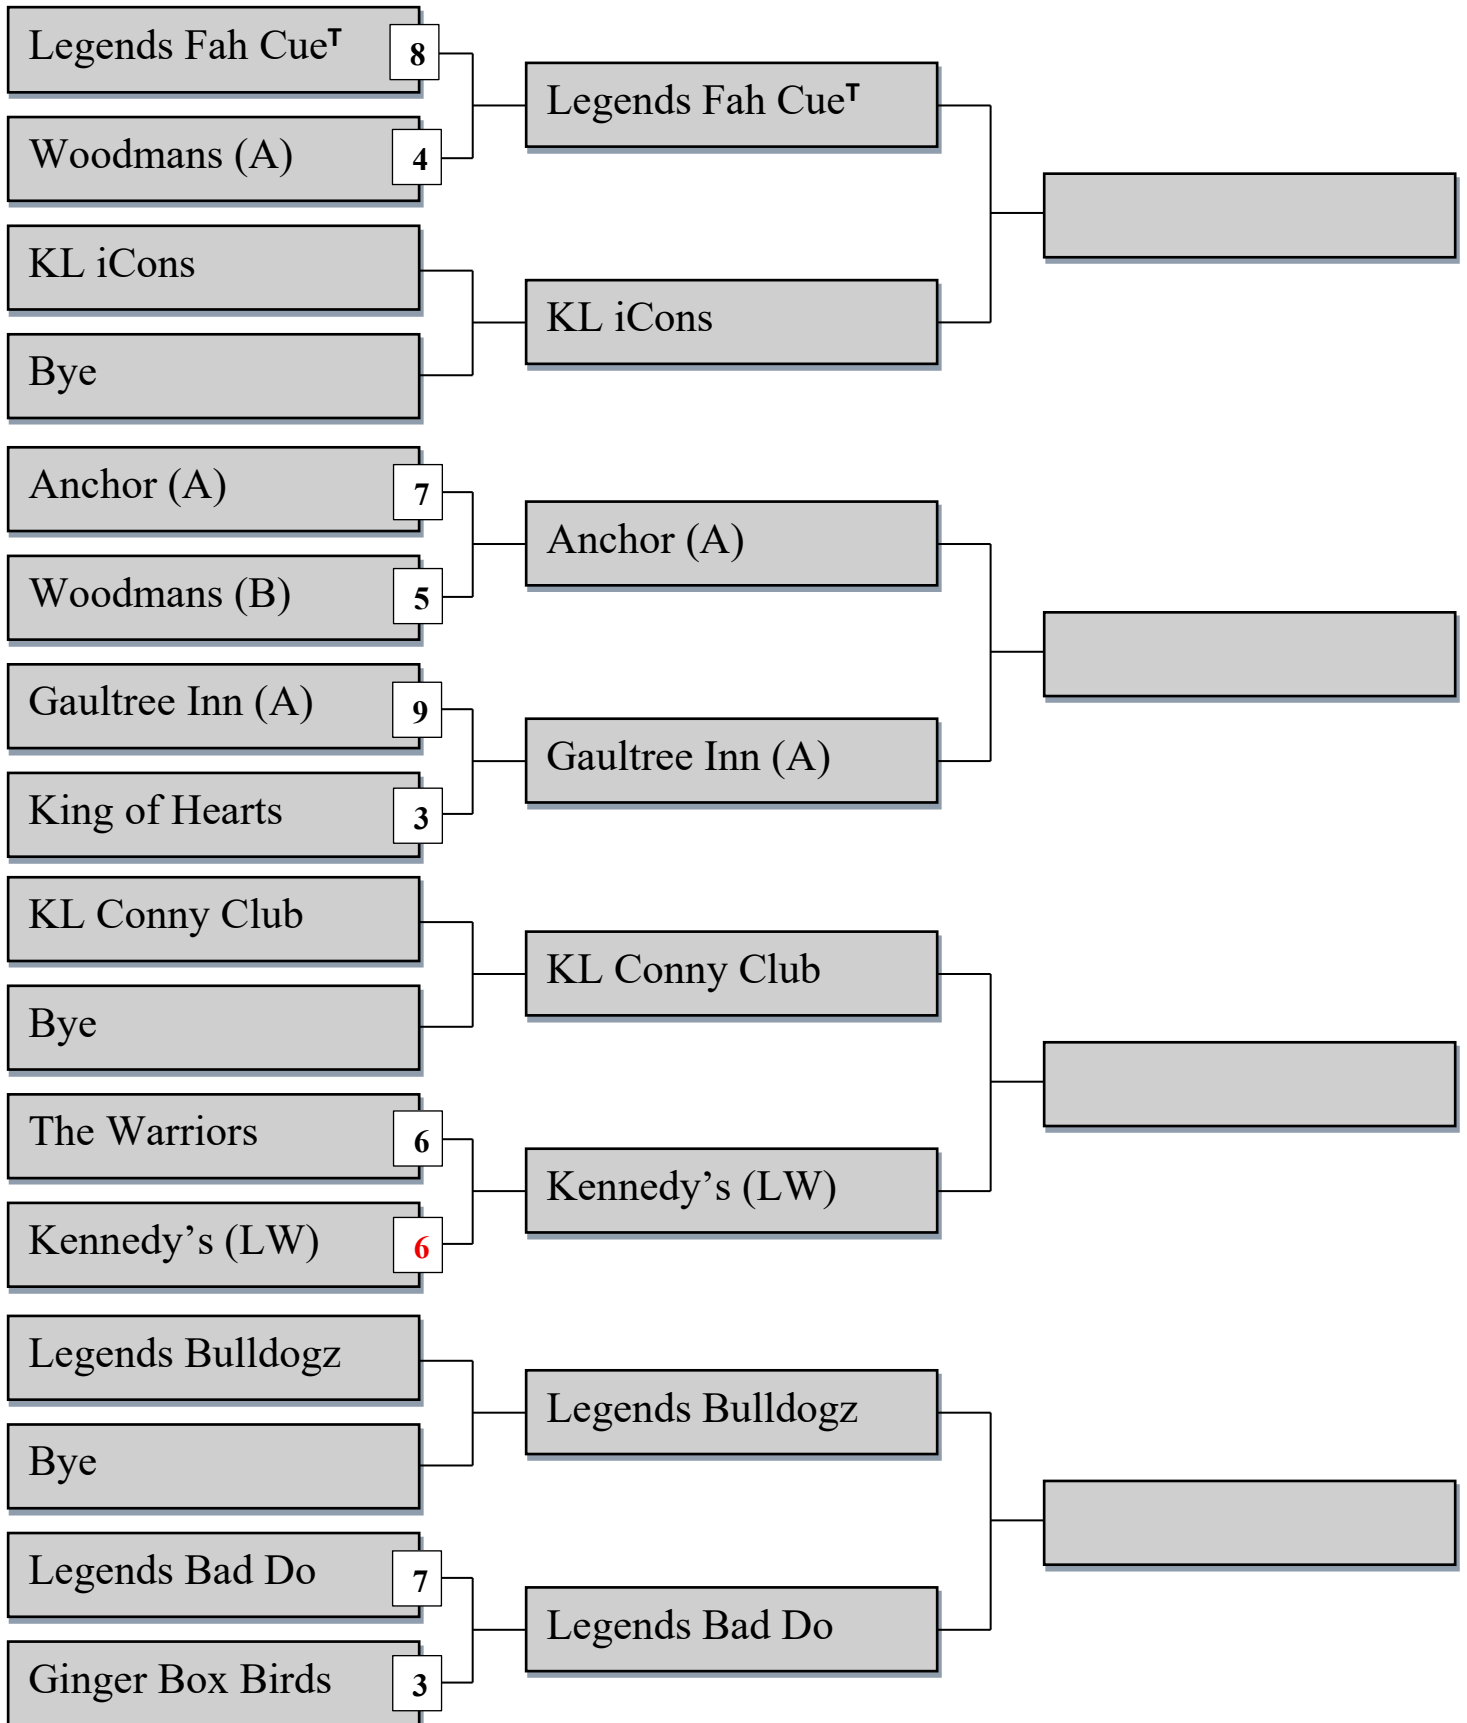 Legends Fah Cueᵀ
8
Woodmans (A)
4
KL iCons
Bye
Anchor (A)
7
Woodmans (B)
5
Gaultree Inn (A)
9
King of Hearts
3
KL Conny Club
Bye
The Warriors
6
Kennedy’s (LW)
6
Legends Bulldogz
Bye
Legends Bad Do
7
Ginger Box Birds
3
Legends Fah Cueᵀ
KL iCons
Anchor (A)
Gaultree Inn (A)
KL Conny Club
Kennedy’s (LW)
Legends Bulldogz
Legends Bad Do